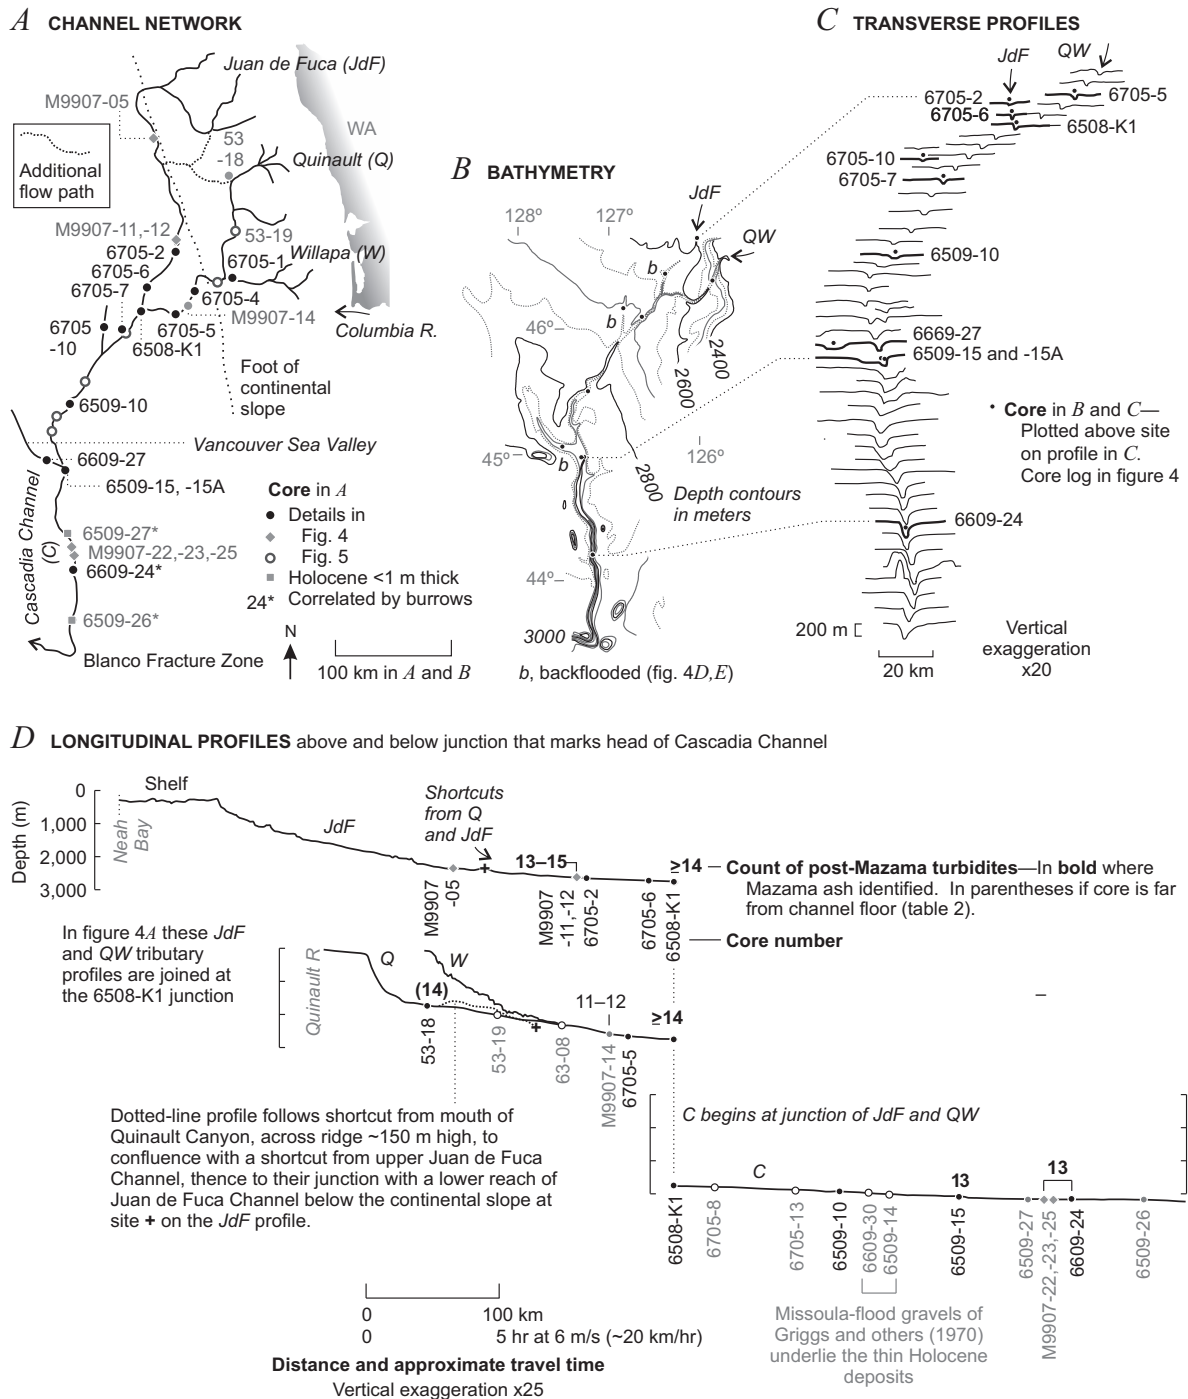 A CHANNEL NETWORK
Juan de Fuca (JdF)
M9907-05
WA
53
-18
Quinault (Q)
Additional
flow path
M9907-11,-12
6705-2
53-19
Willapa (W)
6705-6
6705-1
6705-7
6705-4
M9907-14
6705
-10
6705-5
6508-K1
Columbia R.
Foot of
continental
slope
6509-10
Vancouver Sea Valley
6609-27
6509-15, -15A
Cascadia Channel
(C)
Core in A
Details in
Fig. 4
Fig. 5
Holocene <1 m thick
24* Correlated by burrows
6509-27*
M9907-22,-23,-25
6609-24*
6509-26*
Blanco Fracture Zone
N
100 km in A and B
B BATHYMETRY
JdF
128º
127º
QW
b
46º
b
2400
2600
45º
b
126º
2800
Depth contours
in meters
44º
3000
b, backflooded (fig. 4D,E)
C TRANSVERSE PROFILES
JdF
QW
6705-2
6705-5
6705-6
6508-K1
6705-10
6705-7
6509-10
6669-27
6509-15 and -15A
Core in B and C—
Plotted above site
on profile in C.
Core log in figure 4
6609-24
200 m
20 km
Vertical
exaggeration
x20
D LONGITUDINAL PROFILES above and below junction that marks head of Cascadia Channel
Depth (m)
0
1,000
2,000
3,000
Shelf
Neah
Bay
JdF
Shortcuts
from Q
and JdF
+
13–15
≥14
M9907
-05
M9907
-11,-12
6705-2
6705-6
6508-K1
Count of post-Mazama turbidites—In bold where
Mazama ash identified. In parentheses if core is far
from channel floor (table 2).
Core number
In figure 4A these JdF
and QW tributary
profiles are joined at
the 6508-K1 junction
Quinault R
Q
W
(14)
+
11–12
≥14
53-18
53-19
63-08
M9907-14
6705-5
Dotted-line profile follows shortcut from mouth of
Quinault Canyon, across ridge ~150 m high, to
confluence with a shortcut from upper Juan de Fuca
Channel, thence to their junction with a lower reach of
Juan de Fuca Channel below the continental slope at
site + on the JdF profile.
C begins at junction of JdF and QW
C
13
13
6508-K1
6705-8
6705-13
6509-10
6609-30
6509-14
6509-15
6509-27
M9907-22,-23,-25
6609-24
6509-26
Missoula-flood gravels of
Griggs and others (1970)
underlie the thin Holocene
deposits
0 100 km
0 5 hr at 6 m/s (~20 km/hr)
Distance and approximate travel time
Vertical exaggeration x25